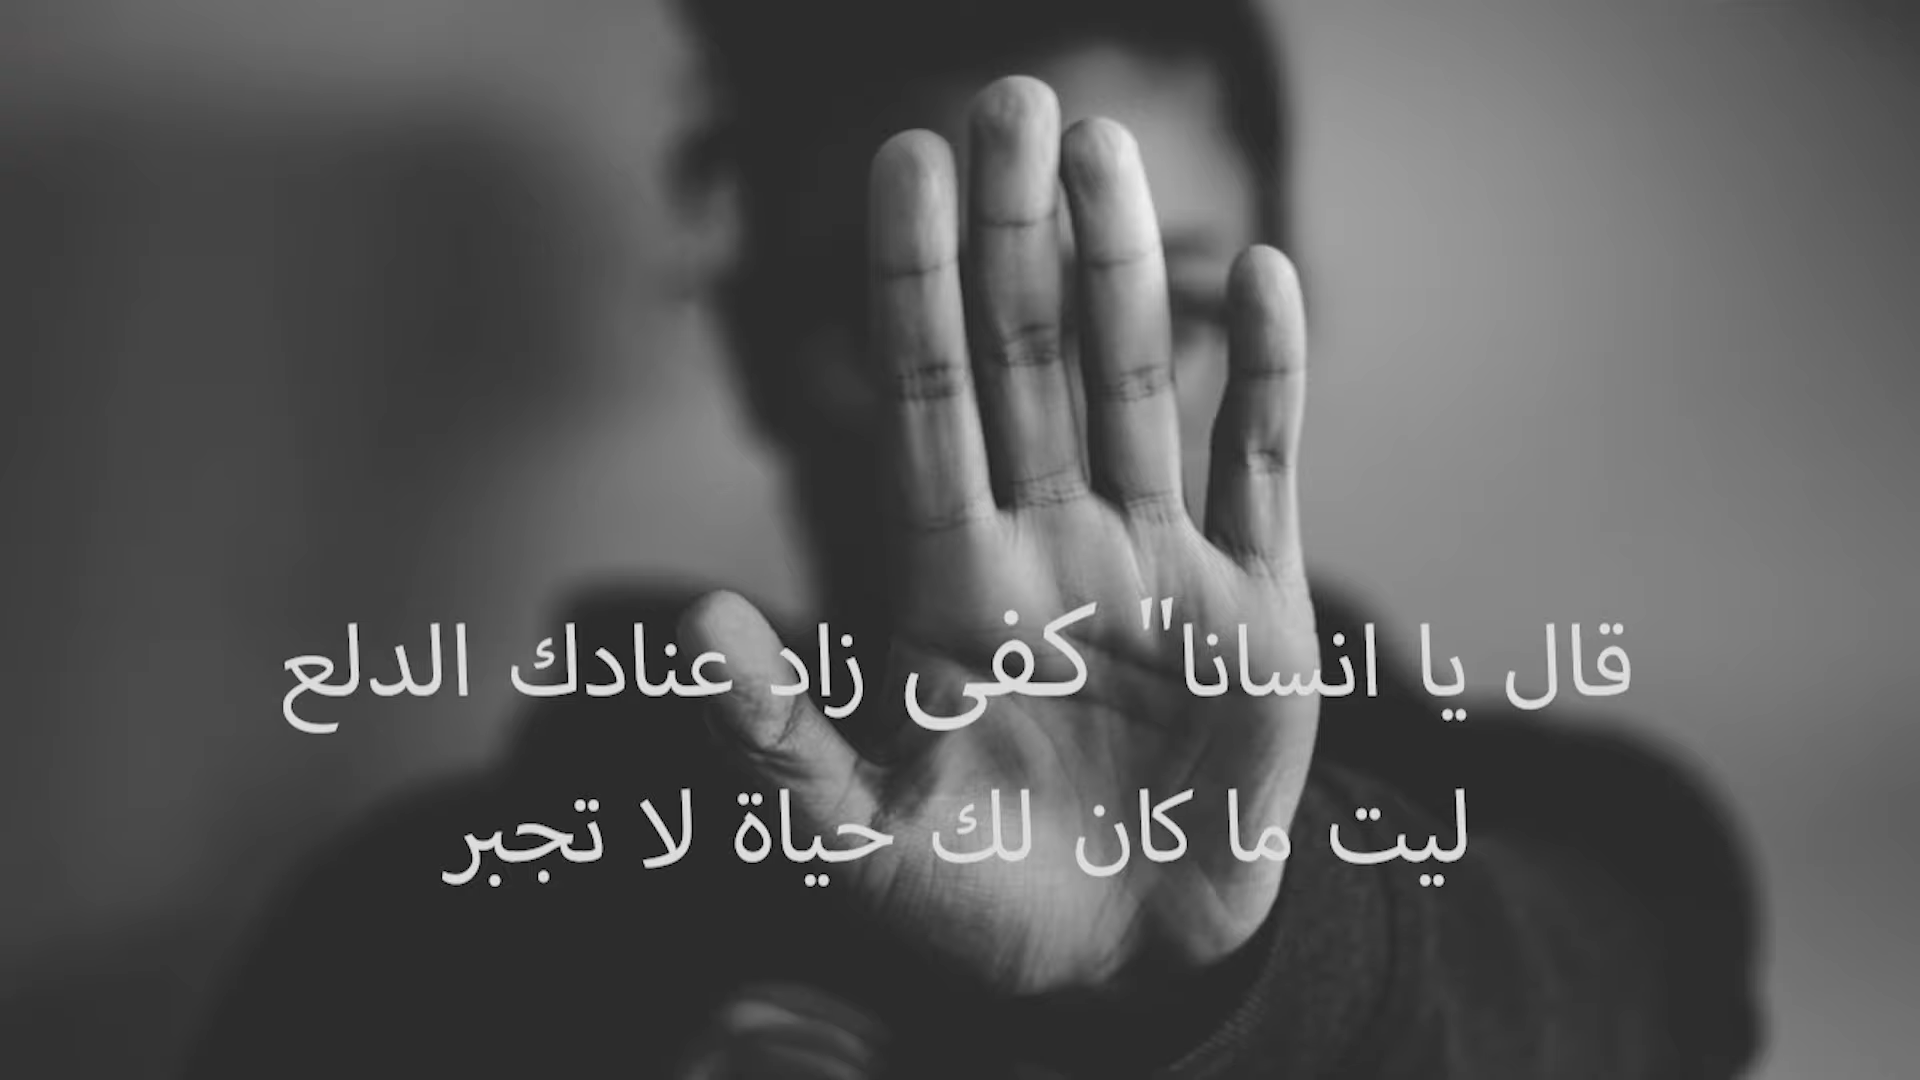 قال يا انسانا" كفى زاد عنادك الدلع
ليت ما كان لك حياة لا تجبر